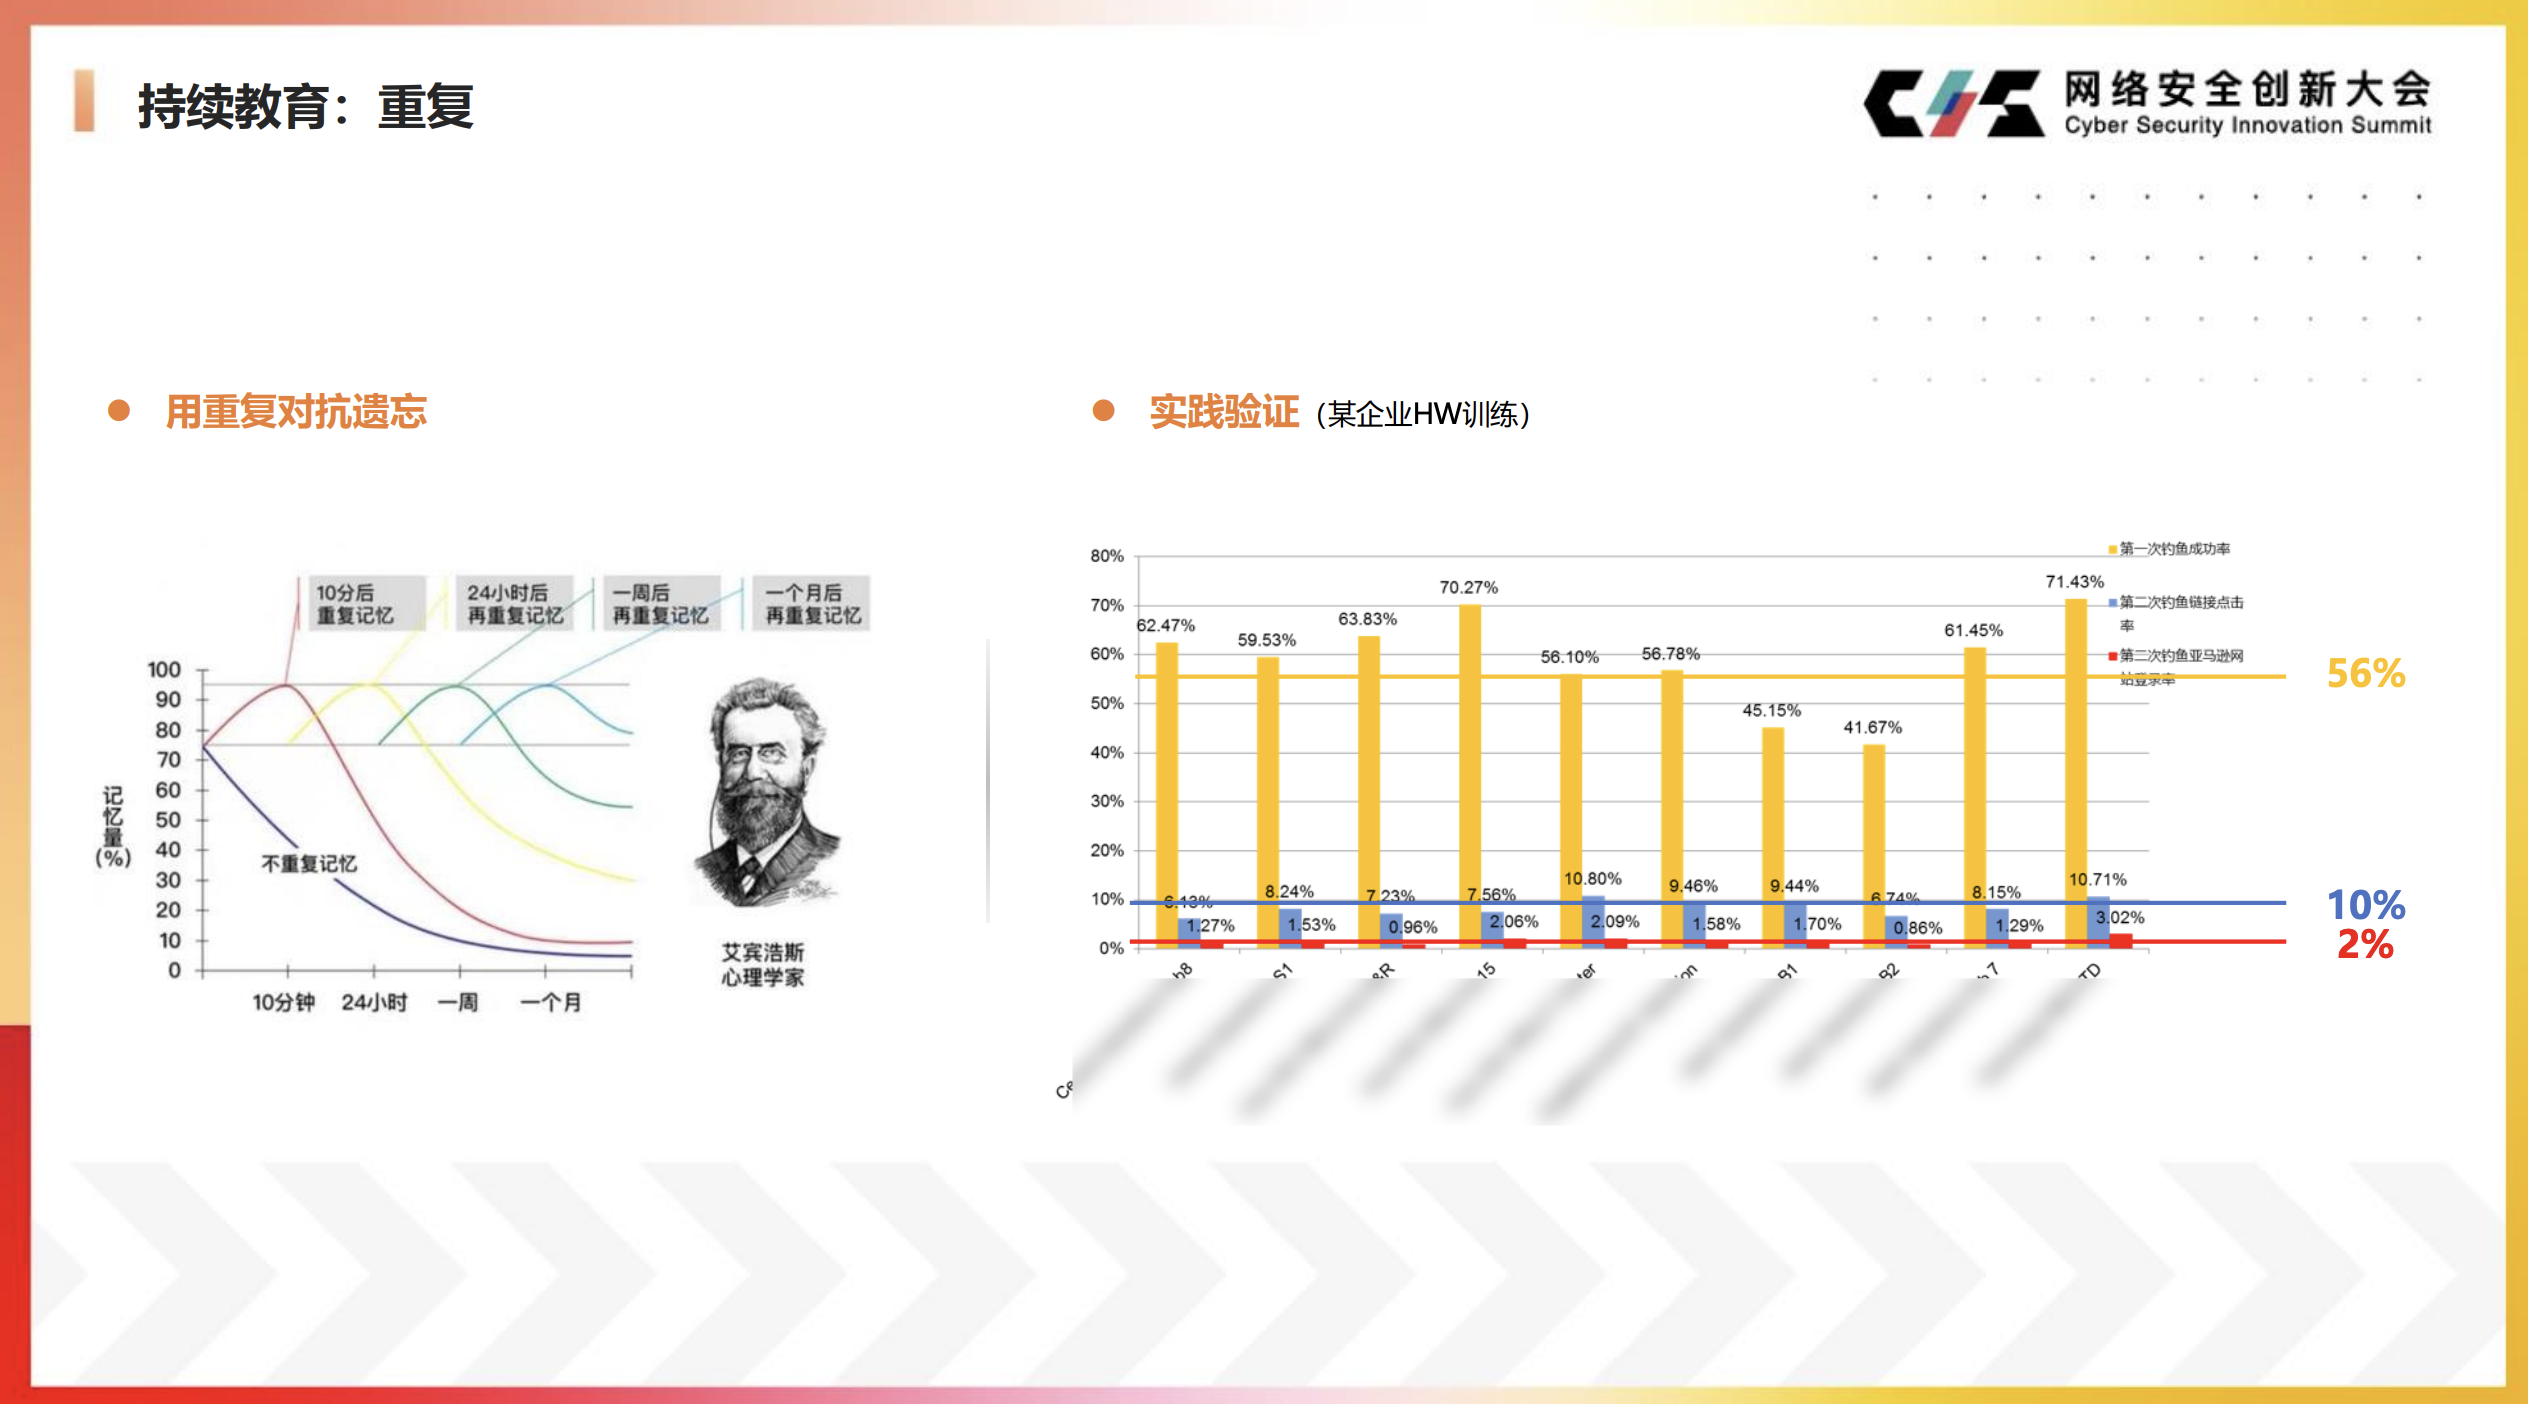 持续教育：重复
网络安全创新大会
Cyber Security Innovation Summit
用重复对抗遗忘
10分后
重复记忆
24小时后
再重复记忆
一周后
再重复记忆
一个月后
再重复记忆
记忆量(%)
100
90
80
70
60
50
40
30
20
10
0
不重复记忆
10分钟 24小时 一周 一个月
艾宾浩斯
心理学家
实践验证（某企业HW训练）
80%
70%
60%
50%
40%
30%
20%
10%
0%
62.47% 59.53% 63.83% 70.27% 56.10% 56.78% 45.15% 41.67% 61.45% 71.43%
6.13% 8.24% 7.23% 7.56% 10.80% 9.46% 9.44% 6.74% 8.15% 10.71%
1.27% 1.53% 0.96% 2.06% 2.09% 1.58% 1.70% 0.86% 1.29% 3.02%
第一次钓鱼成功率
第二次钓鱼链接点击
率
第二次钓鱼亚马逊网
站登录率
56%
10%
2%